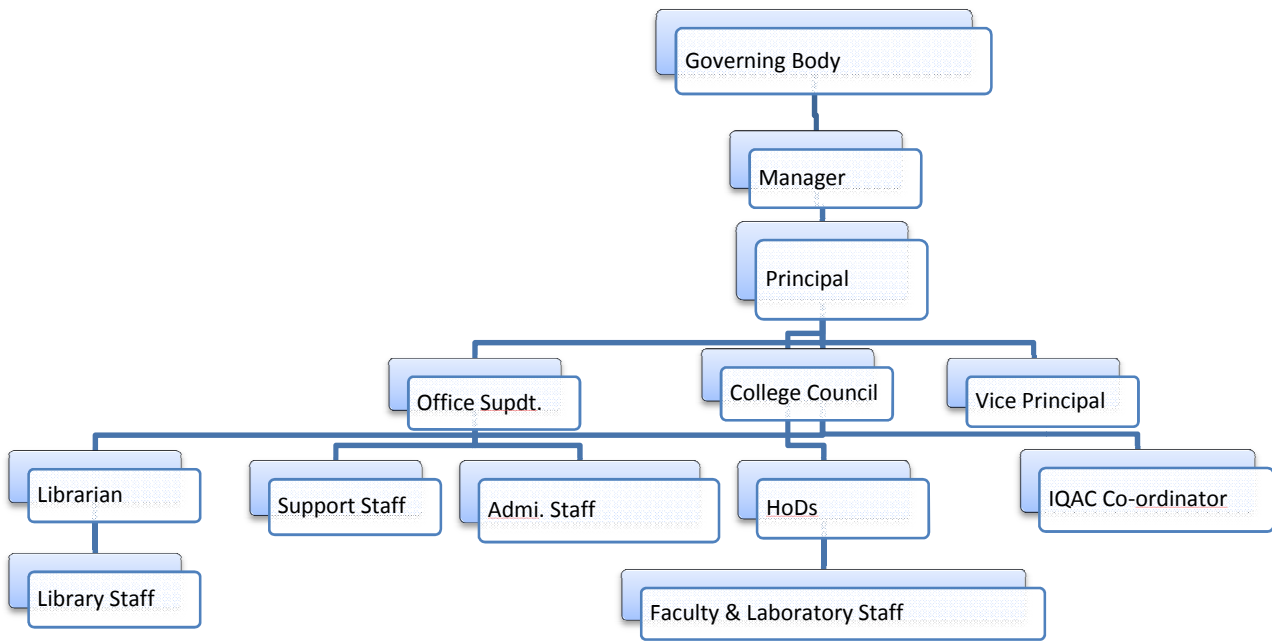 Governing Body
Manager
Principal
Office Supdt.
College Council
Vice Principal
Librarian
Support Staff
Admi. Staff
HoDs
IQAC Co-ordinator
Library Staff
Faculty & Laboratory Staff